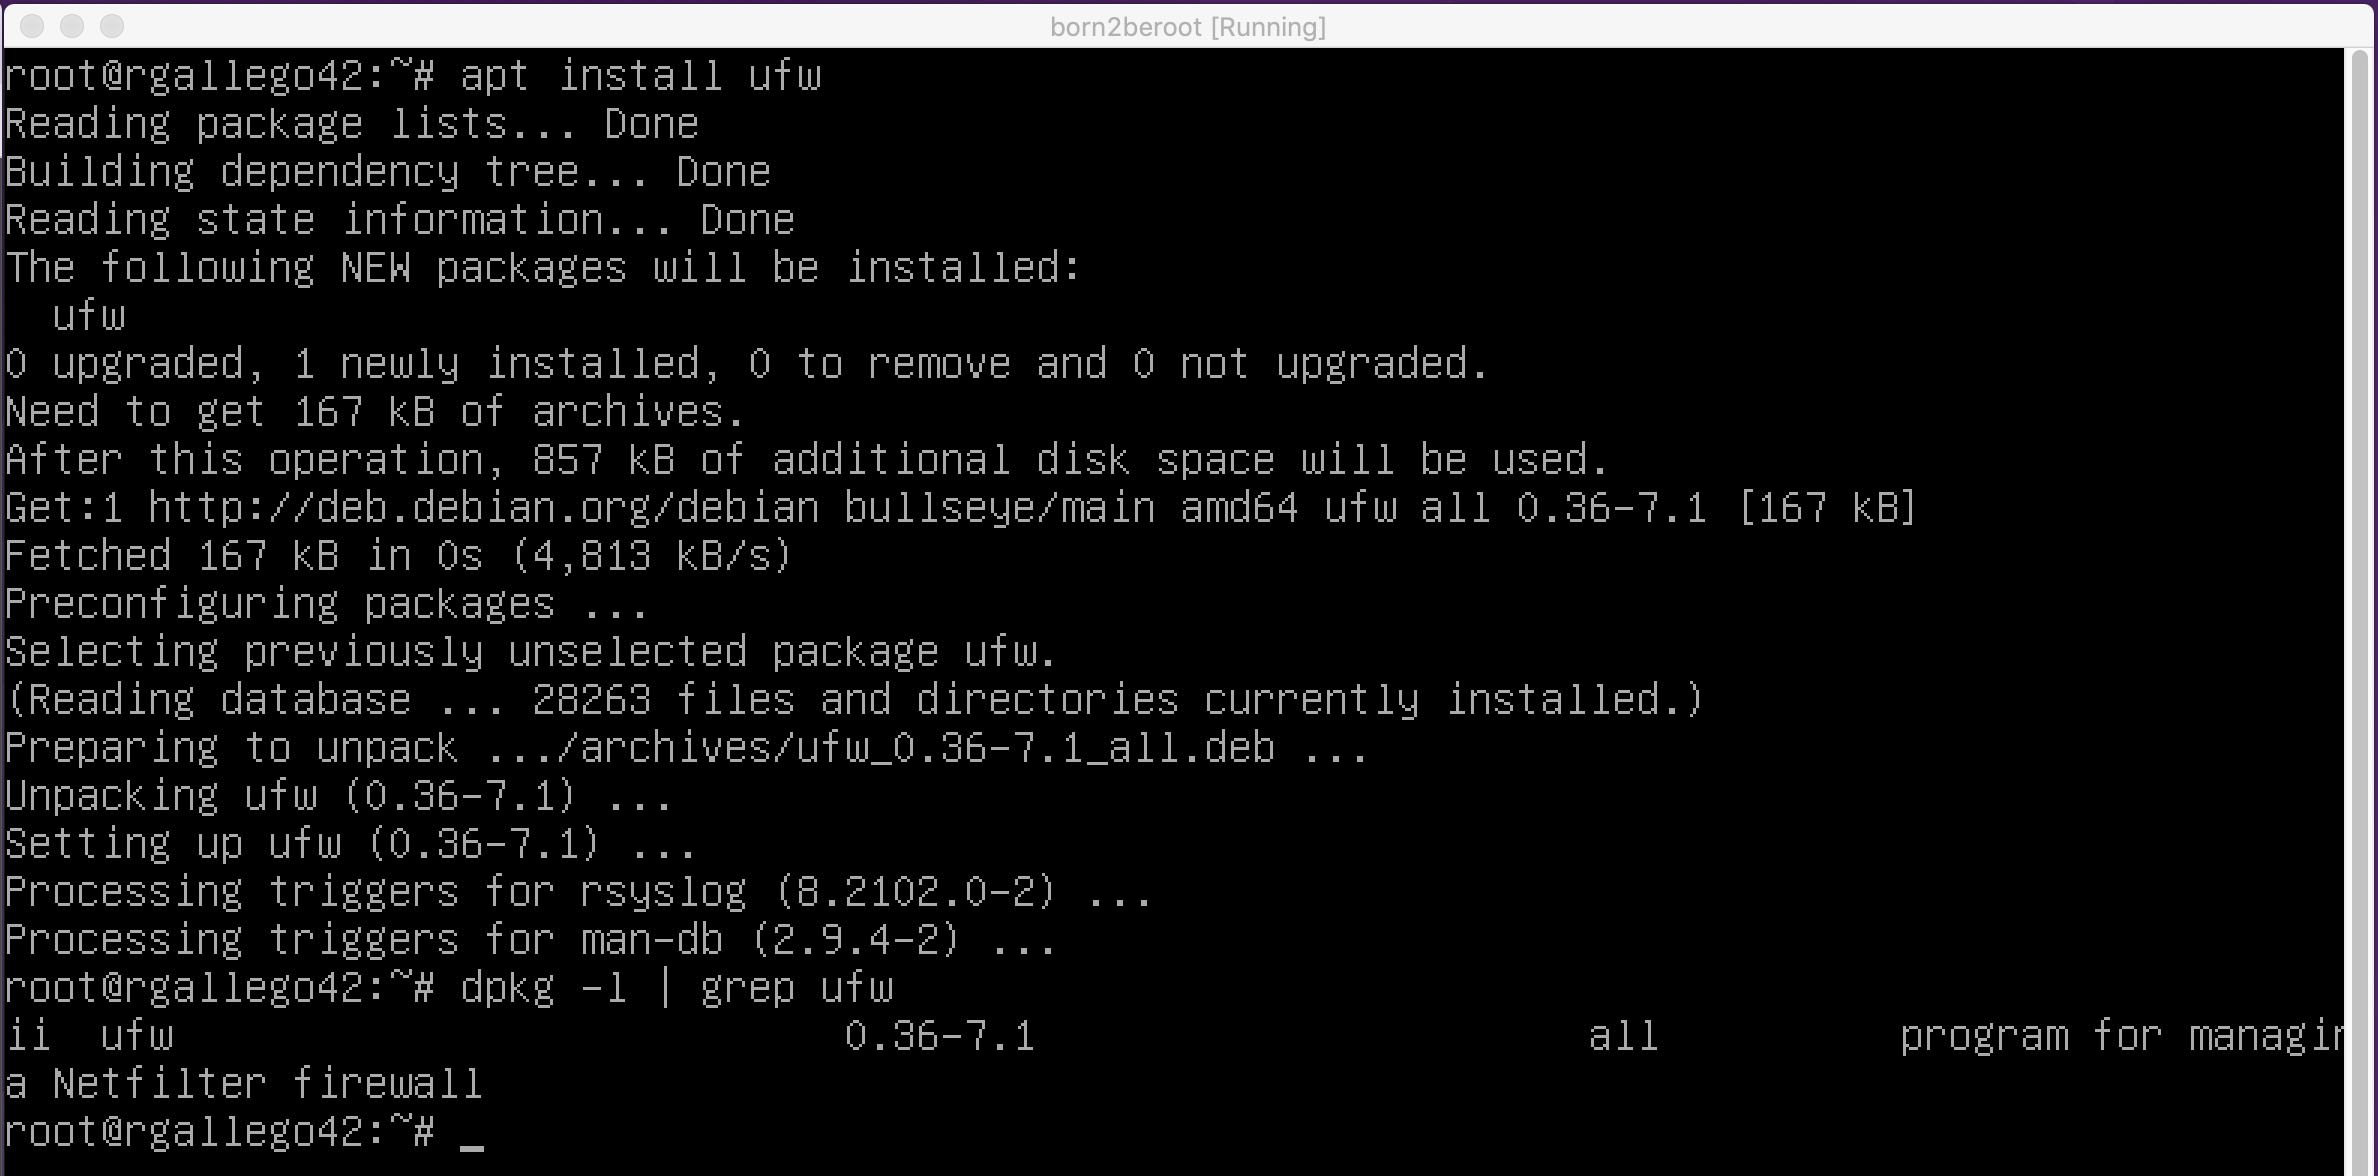 born2beroot [Running]
root@rgallego42:~# apt install ufw
Reading package lists... Done
Building dependency tree... Done
Reading state information... Done
The following NEW packages will be installed:
  ufw
0 upgraded, 1 newly installed, 0 to remove and 0 not upgraded.
Need to get 167 kB of archives.
After this operation, 857 kB of additional disk space will be used.
Get:1 http://deb.debian.org/debian bullseye/main amd64 ufw all 0.36-7.1 [167 kB]
Fetched 167 kB in 0s (4,813 kB/s)
Preconfiguring packages ...
Selecting previously unselected package ufw.
(Reading database ... 28263 files and directories currently installed.)
Preparing to unpack .../archives/ufw_0.36-7.1_all.deb ...
Unpacking ufw (0.36-7.1) ...
Setting up ufw (0.36-7.1) ...
Processing triggers for rsyslog (8.2102.0-2) ...
Processing triggers for man-db (2.9.4-2) ...
root@rgallego42:~# dpkg -l | grep ufw
ii  ufw                            0.36-7.1                       all          program for managin
a Netfilter firewall
root@rgallego42:~# _